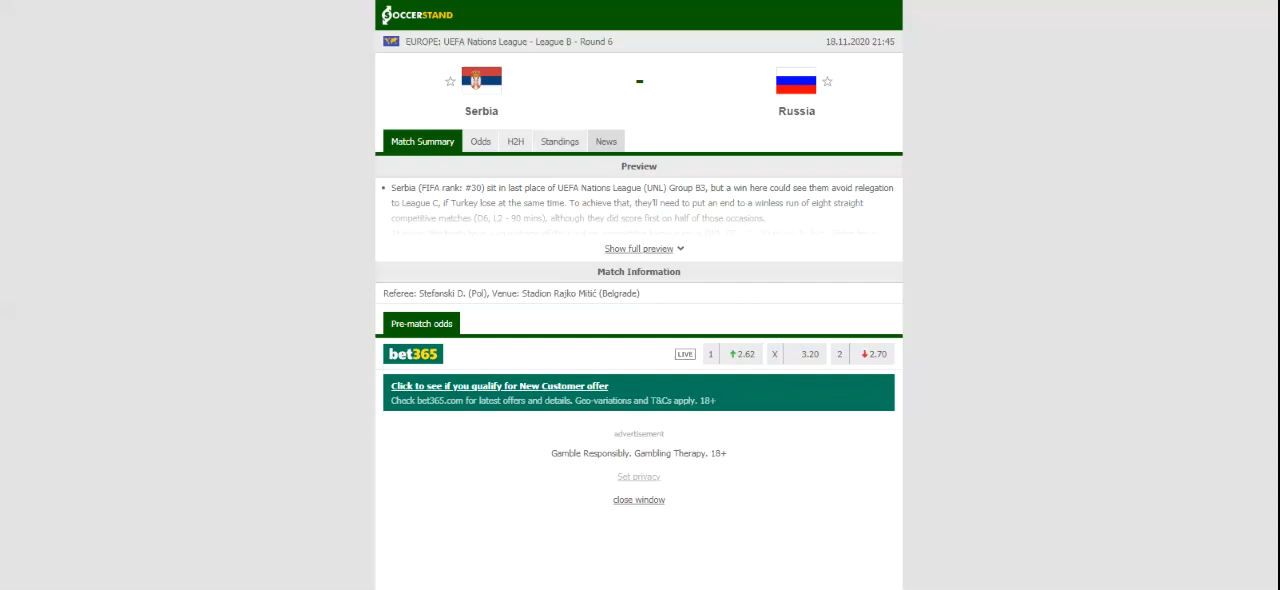 SOCCERSTAND
EUROPE: UEFA Nations League - League B - Round 6 18.11.2020 21:45
-
Serbia Russia
Match Summary Odds H2H Standings News
Preview
• Serbia (FIFA rank: #30) sit in last place of UEFA Nations League (UNL) Group B3, but a win here could see them avoid relegation
to League C, if Turkey lose at the same time. To achieve that, they'll need to put an end to a winless run of eight straight
competitive matches (D6, L2 - 90 mins), although they did score first on half of those occasions.
Show full preview
Match Information
Referee: Stefanski D. (Pol), Venue: Stadion Rajko Mitić (Belgrade)
Pre-match odds
bet365 LIVE 1 2.62 X 3.20 2 2.70
Click to see if you qualify for New Customer offer
Check bet365.com for latest offers and details. Geo-variations and T&Cs apply. 18+
advertisement
Gamble Responsibly. Gambling Therapy. 18+
Set privacy
close window